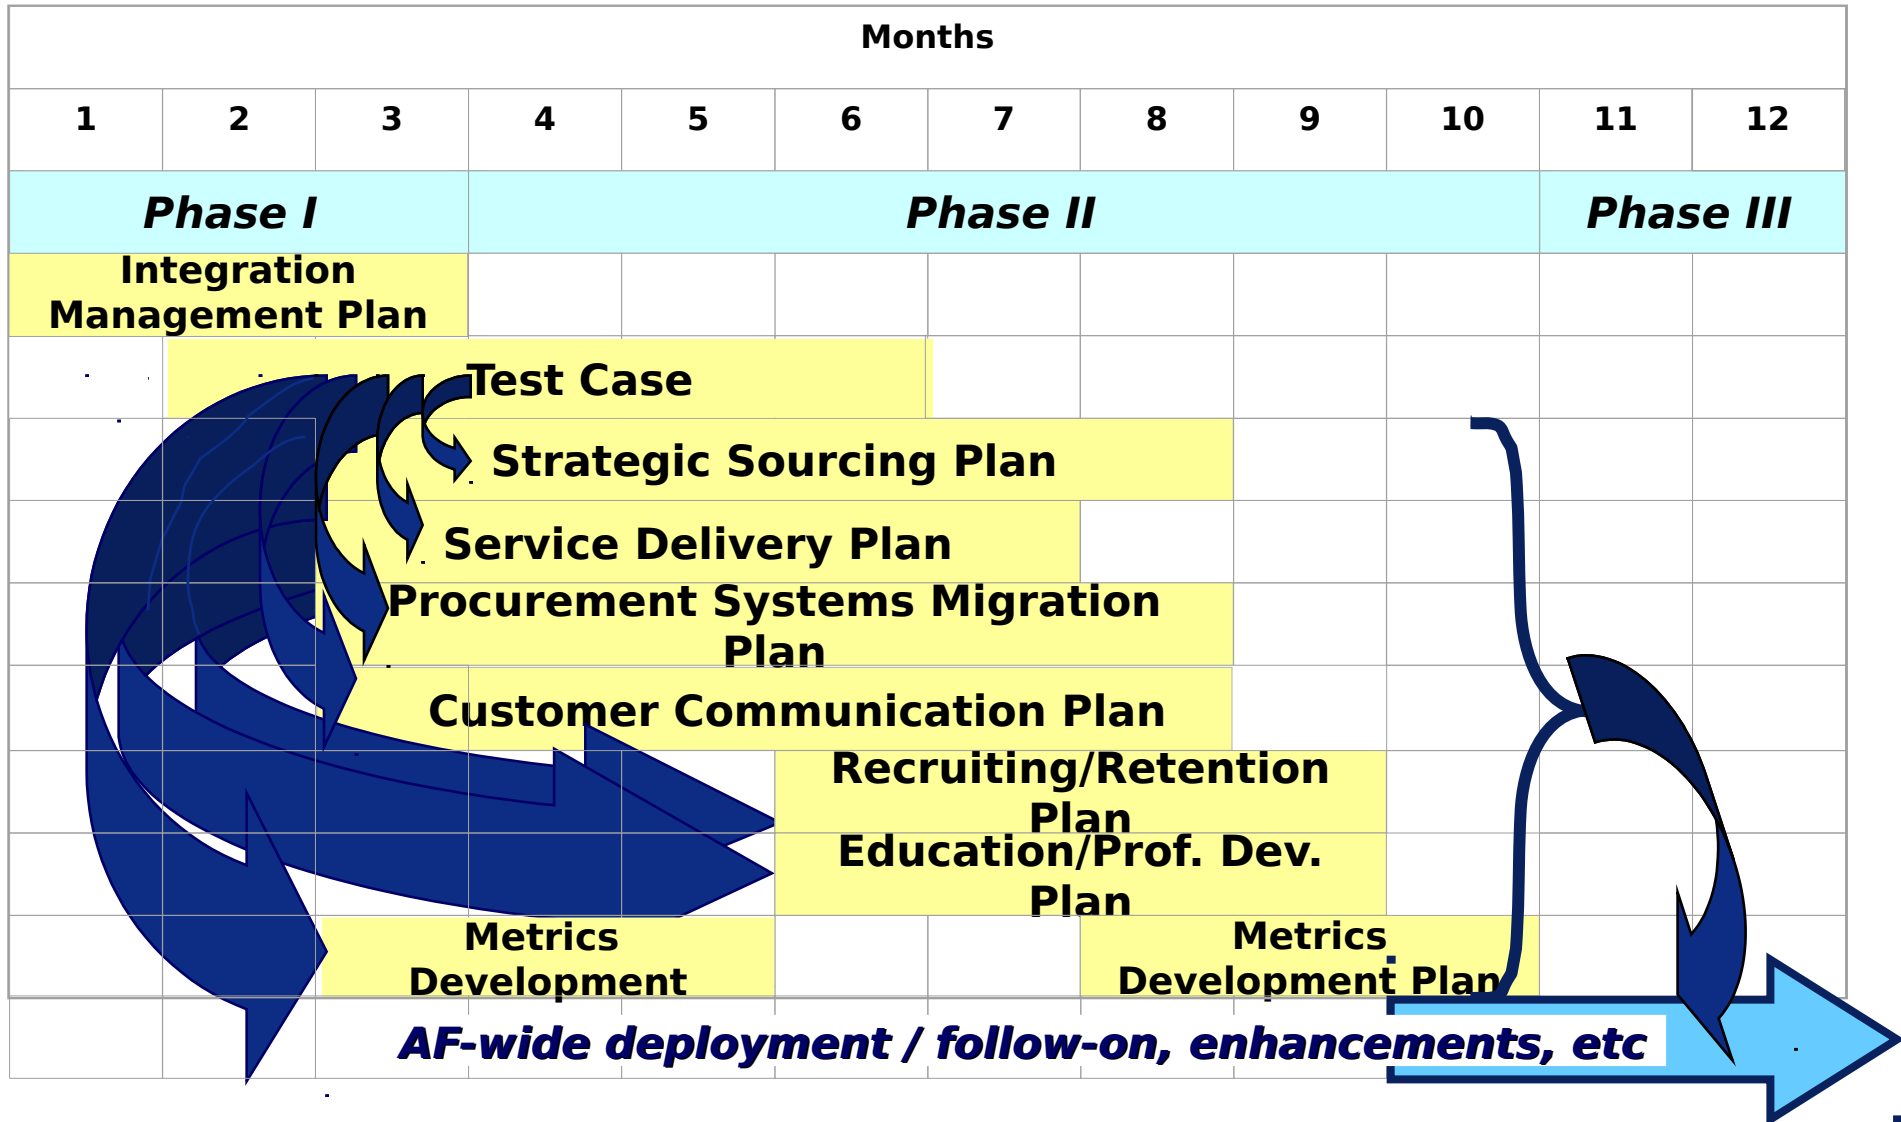 Months
1 2 3 4 5 6 7 8 9 10 11 12
Phase I Phase II Phase III
Integration
Management Plan
Test Case
Strategic Sourcing Plan
Service Delivery Plan
Procurement Systems Migration
Plan
Customer Communication Plan
Recruiting/Retention
Plan
Education/Prof. Dev.
Plan
Metrics
Development
Metrics
Development Plan
AF-wide deployment / follow-on, enhancements, etc